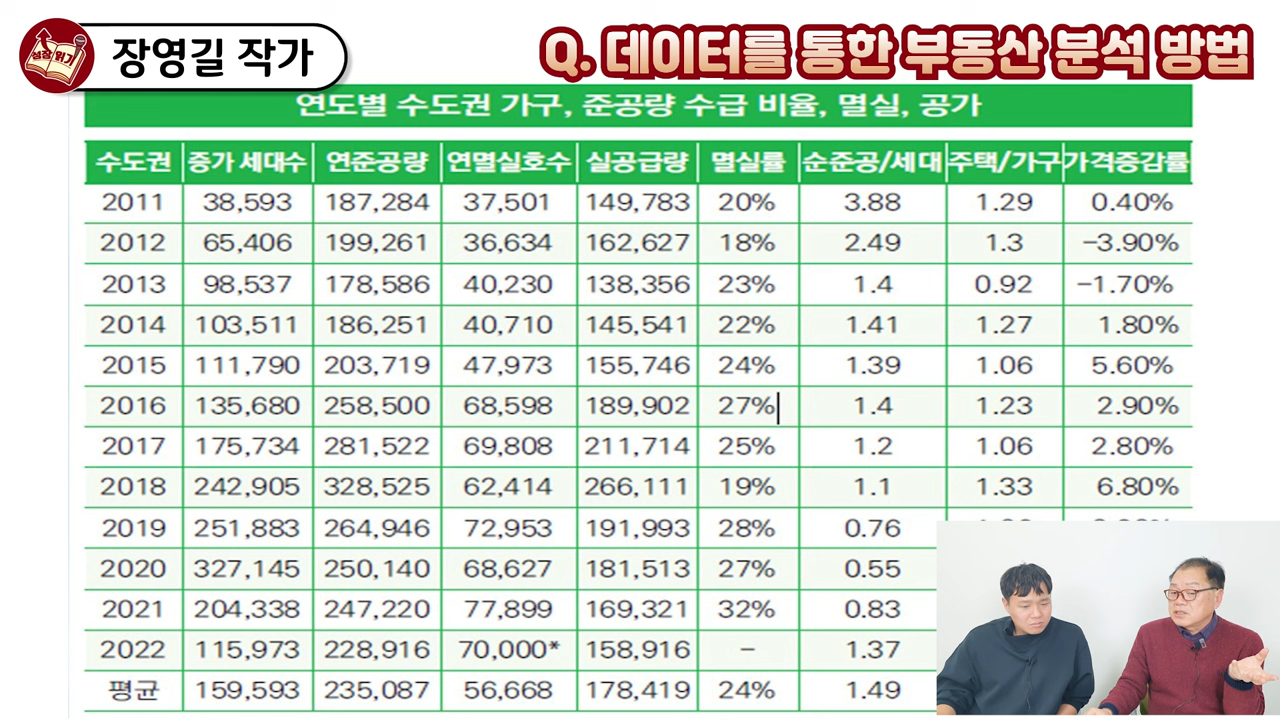 성장 읽기
장영길 작가
Q. 데이터를 통한 부동산 분석 방법
연도별 수도권 가구, 준공량 수급 비율, 멸실, 공가
수도권 증가 세대수 연준공량 연멸실호수 실공급량 멸실률 순준공/세대 주택/가구 가격증감률
2011 38,593 187,284 37,501 149,783 20% 3.88 1.29 0.40%
2012 65,406 199,261 36,634 162,627 18% 2.49 1.3 −3.90%
2013 98,537 178,586 40,230 138,356 23% 1.4 0.92 −1.70%
2014 103,511 186,251 40,710 145,541 22% 1.41 1.27 1.80%
2015 111,790 203,719 47,973 155,746 24% 1.39 1.06 5.60%
2016 135,680 258,500 68,598 189,902 27% 1.4 1.23 2.90%
2017 175,734 281,522 69,808 211,714 25% 1.2 1.06 2.80%
2018 242,905 328,525 62,414 266,111 19% 1.1 1.33 6.80%
2019 251,883 264,946 72,953 191,993 28% 0.76
2020 327,145 250,140 68,627 181,513 27% 0.55
2021 204,338 247,220 77,899 169,321 32% 0.83
2022 115,973 228,916 70,000* 158,916 − 1.37
평균 159,593 235,087 56,668 178,419 24% 1.49